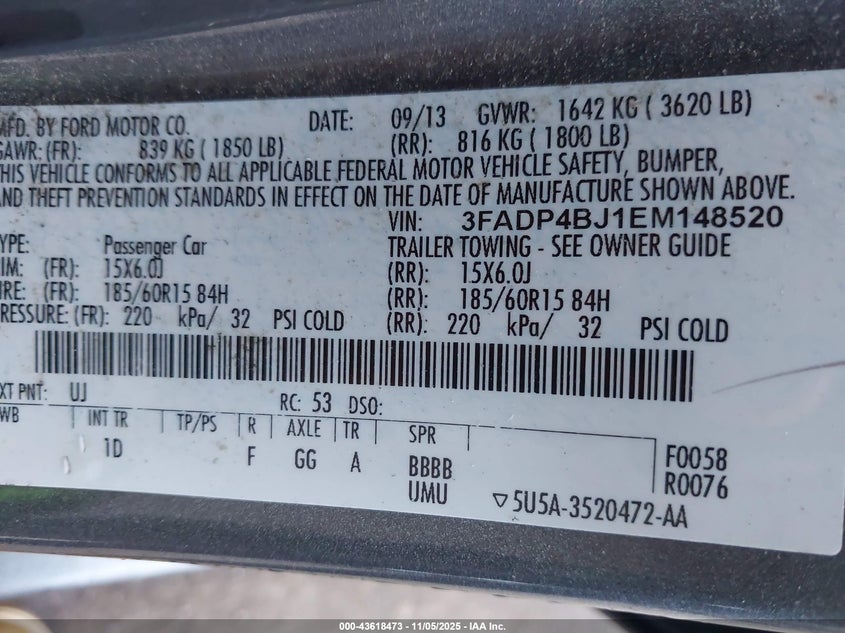 MFD. BY FORD MOTOR CO. DATE: 09/13 GVWR: 1642 KG ( 3620 LB)
GAWR: (FR): 839 KG ( 1850 LB) (RR): 816 KG ( 1800 LB)
THIS VEHICLE CONFORMS TO ALL APPLICABLE FEDERAL MOTOR VEHICLE SAFETY, BUMPER,
AND THEFT PREVENTION STANDARDS IN EFFECT ON THE DATE OF MANUFACTURE SHOWN ABOVE.
VIN: 3FADP4BJ1EM148520
YPE: Passenger Car TRAILER TOWING - SEE OWNER GUIDE
IM: (FR): 15X6.0J (RR): 15X6.0J
IRE: (FR): 185/60R15 84H (RR): 185/60R15 84H
RESSURE: (FR): 220 kPa/ 32 PSI COLD (RR): 220 kPa/ 32 PSI COLD
XT PNT: UJ RC: 53 DSO:
WB INT TR TP/PS R AXLE TR SPR
1D F GG A BBBB F0058
UMU R0076
▽5U5A-3520472-AA
000-43618473 - 11/05/2025 - IAA Inc.